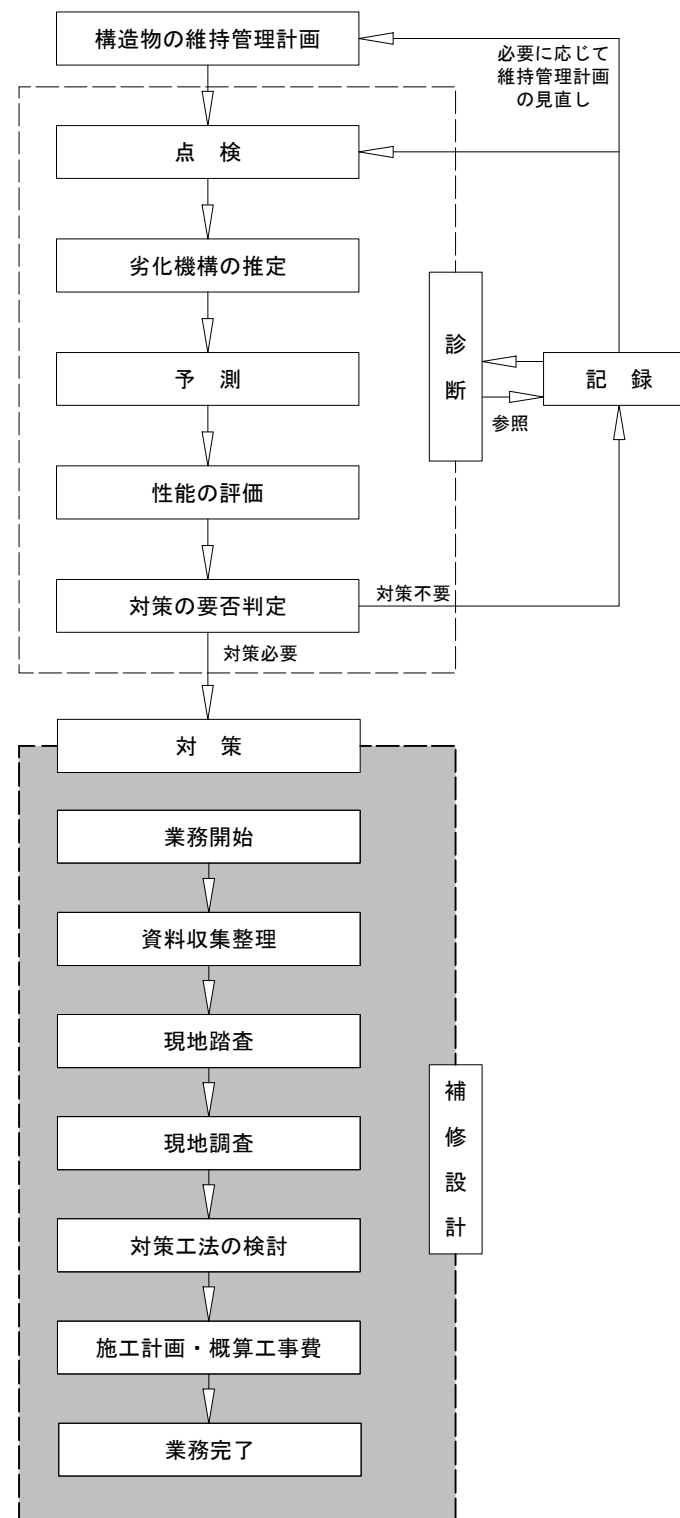 構造物の維持管理計画
必要に応じて
維持管理計画
の見直し
点 検
劣化機構の推定
診断
予 測
記 録
参照
性能の評価
対策の要否判定
対策不要
対策必要
対 策
業務開始
資料収集整理
現地踏査
現地調査
補修設計
対策工法の検討
施工計画・概算工事費
業務完了